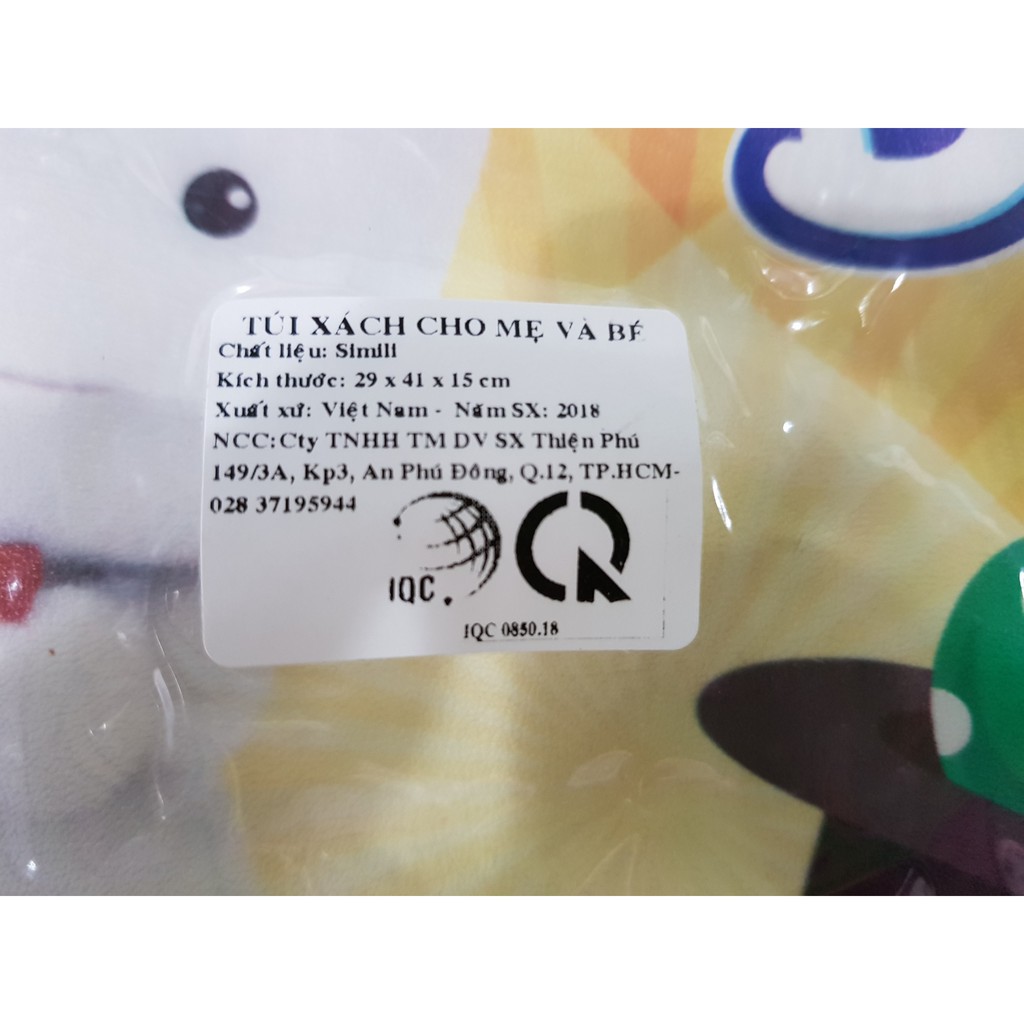 TÚI XÁCH CHO MẸ VÀ BÉ
Chất liệu: Simili
Kích thước: 29 x 41 x 15 cm
Xuất xứ: Việt Nam - Năm SX: 2018
NCC: Cty TNHH TM DV SX Thiện Phú
149/3A, Kp3, An Phú Đông, Q.12, TP.HCM-
028 37195944
IQC
IQC 0850.18